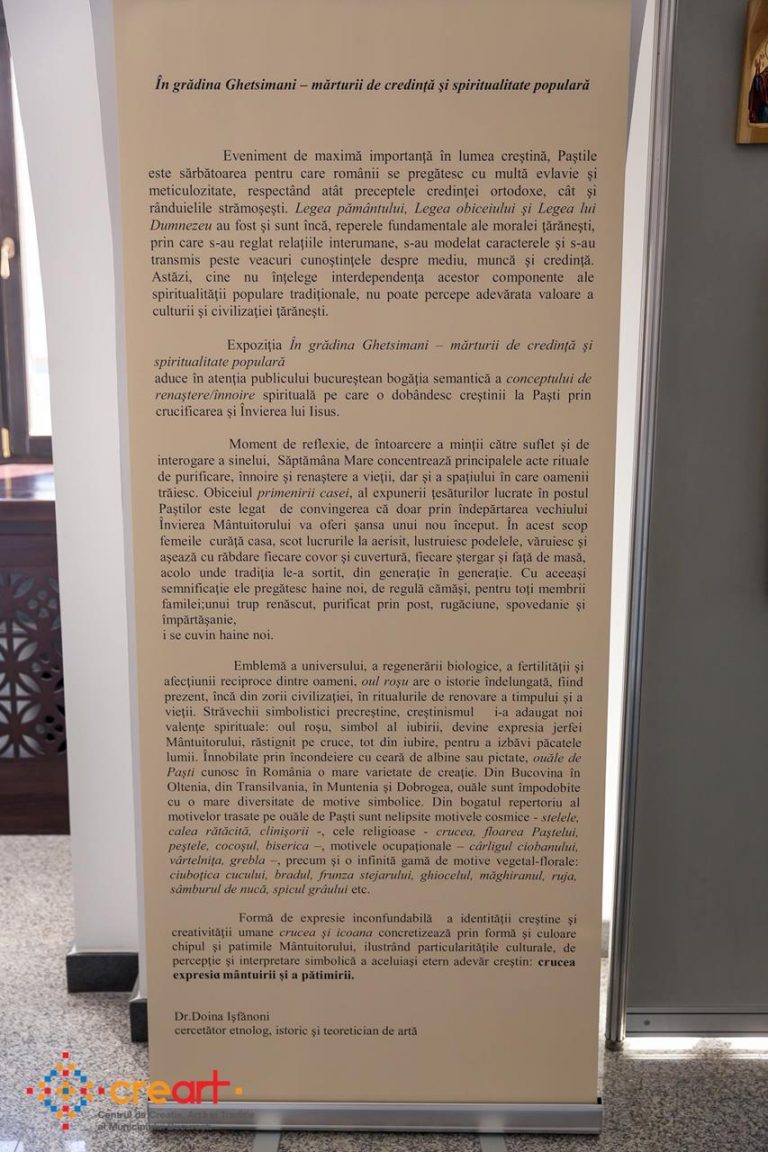 În grădina Ghetsimani – mărturii de credință și spiritualitate populară
Eveniment de maximă importanță în lumea creștină, Paștile
este sărbătoarea pentru care românii se pregătesc cu multă evlavie și
meticulozitate, respectând atât preceptele credinței ortodoxe, cât și
rânduielile strămoșești. Legea pământului, Legea obiceiului și Legea lui
Dumnezeu au fost și sunt încă, reperele fundamentale ale moralei țărănești,
prin care s-au reglat relațiile interumane, s-au modelat caracterele și s-au
transmis peste veacuri cunoștințele despre mediu, muncă și credință.
Astăzi, cine nu înțelege interdependența acestor componente ale
spiritualității populare tradiționale, nu poate percepe adevărata valoare a
culturii și civilizației țărănești.
Expoziția În grădina Ghetsimani – mărturii de credință și
spiritualitate populară
aduce în atenția publicului bucureștean bogăția semantică a conceptului de
renaștere/înnoire spirituală pe care o dobândesc creștinii la Paști prin
crucificarea și Învierea lui Iisus.
Moment de reflexie, de întoarcere a minții către suflet și de
interogare a sinelui, Săptămâna Mare concentrează principalele acte rituale
de purificare, înnoire și renaștere a vieții, dar și a spațiului în care oamenii
trăiesc. Obiceiul primenirii casei, al expunerii țesăturilor lucrate în postul
Paștilor este legat de convingerea că doar prin îndepărtarea vechiului
Învierea Mântuitorului va oferi șansa unui nou început. În acest scop
femeile curăță casa, scot lucrurile la aerisit, lustruiesc podelele, văruiesc și
așează cu răbdare fiecare covor și cuvertură, fiecare ștergar și față de masă,
acolo unde tradiția le-a sortit, din generație în generație. Cu aceeași
semnificație ele pregătesc haine noi, de regulă cămăși, pentru toți membrii
familei;unui trup renăscut, purificat prin post, rugăciune, spovedanie și
împărtășanie,
i se cuvin haine noi.
Emblemă a universului, a regenerării biologice, a fertilității și
afecțiunii reciproce dintre oameni, oul roșu are o istorie îndelungată, fiind
prezent, încă din zorii civilizației, în ritualurile de renovare a timpului și a
vieții. Străvechii simbolistici precreștine, creștinismul i-a adaugat noi
valențe spirituale: oul roșu, simbol al iubirii, devine expresia jerfei
Mântuitorului, răstignit pe cruce, tot din iubire, pentru a izbăvi păcatele
lumii. Înnobilate prin încondeiere cu ceară de albine sau pictate, ouăle de
Paști cunosc în România o mare varietate de creație. Din Bucovina în
Oltenia, din Transilvania, în Muntenia și Dobrogea, ouăle sunt împodobite
cu o mare diversitate de motive simbolice. Din bogatul repertoriu al
motivelor trasate pe ouăle de Paști sunt nelipsite motivele cosmice - stelele,
calea rătăcită, clinișorii -, cele religioase - crucea, floarea Paștelui,
peștele, cocoșul, biserica –, motivele ocupaționale – cârligul ciobanului,
vârtelnița, grebla –, precum și o infinită gamă de motive vegetal-florale:
ciuboțica cucului, bradul, frunza stejarului, ghiocelul, măghiranul, ruja,
sâmburul de nucă, spicul grâului etc.
Formă de expresie inconfundabilă a identității creștine și
creativității umane crucea și icoana concretizează prin formă și culoare
chipul și patimile Mântuitorului, ilustrând particularitățile culturale, de
percepție și interpretare simbolică a aceluiași etern adevăr creștin: crucea
expresia mântuirii și a pătimirii.
Dr.Doina Ișfănoni
cercetător etnolog, istoric și teoretician de artă
creart
Centrul de Creație, Artă și Tradiție
al Municipiului București